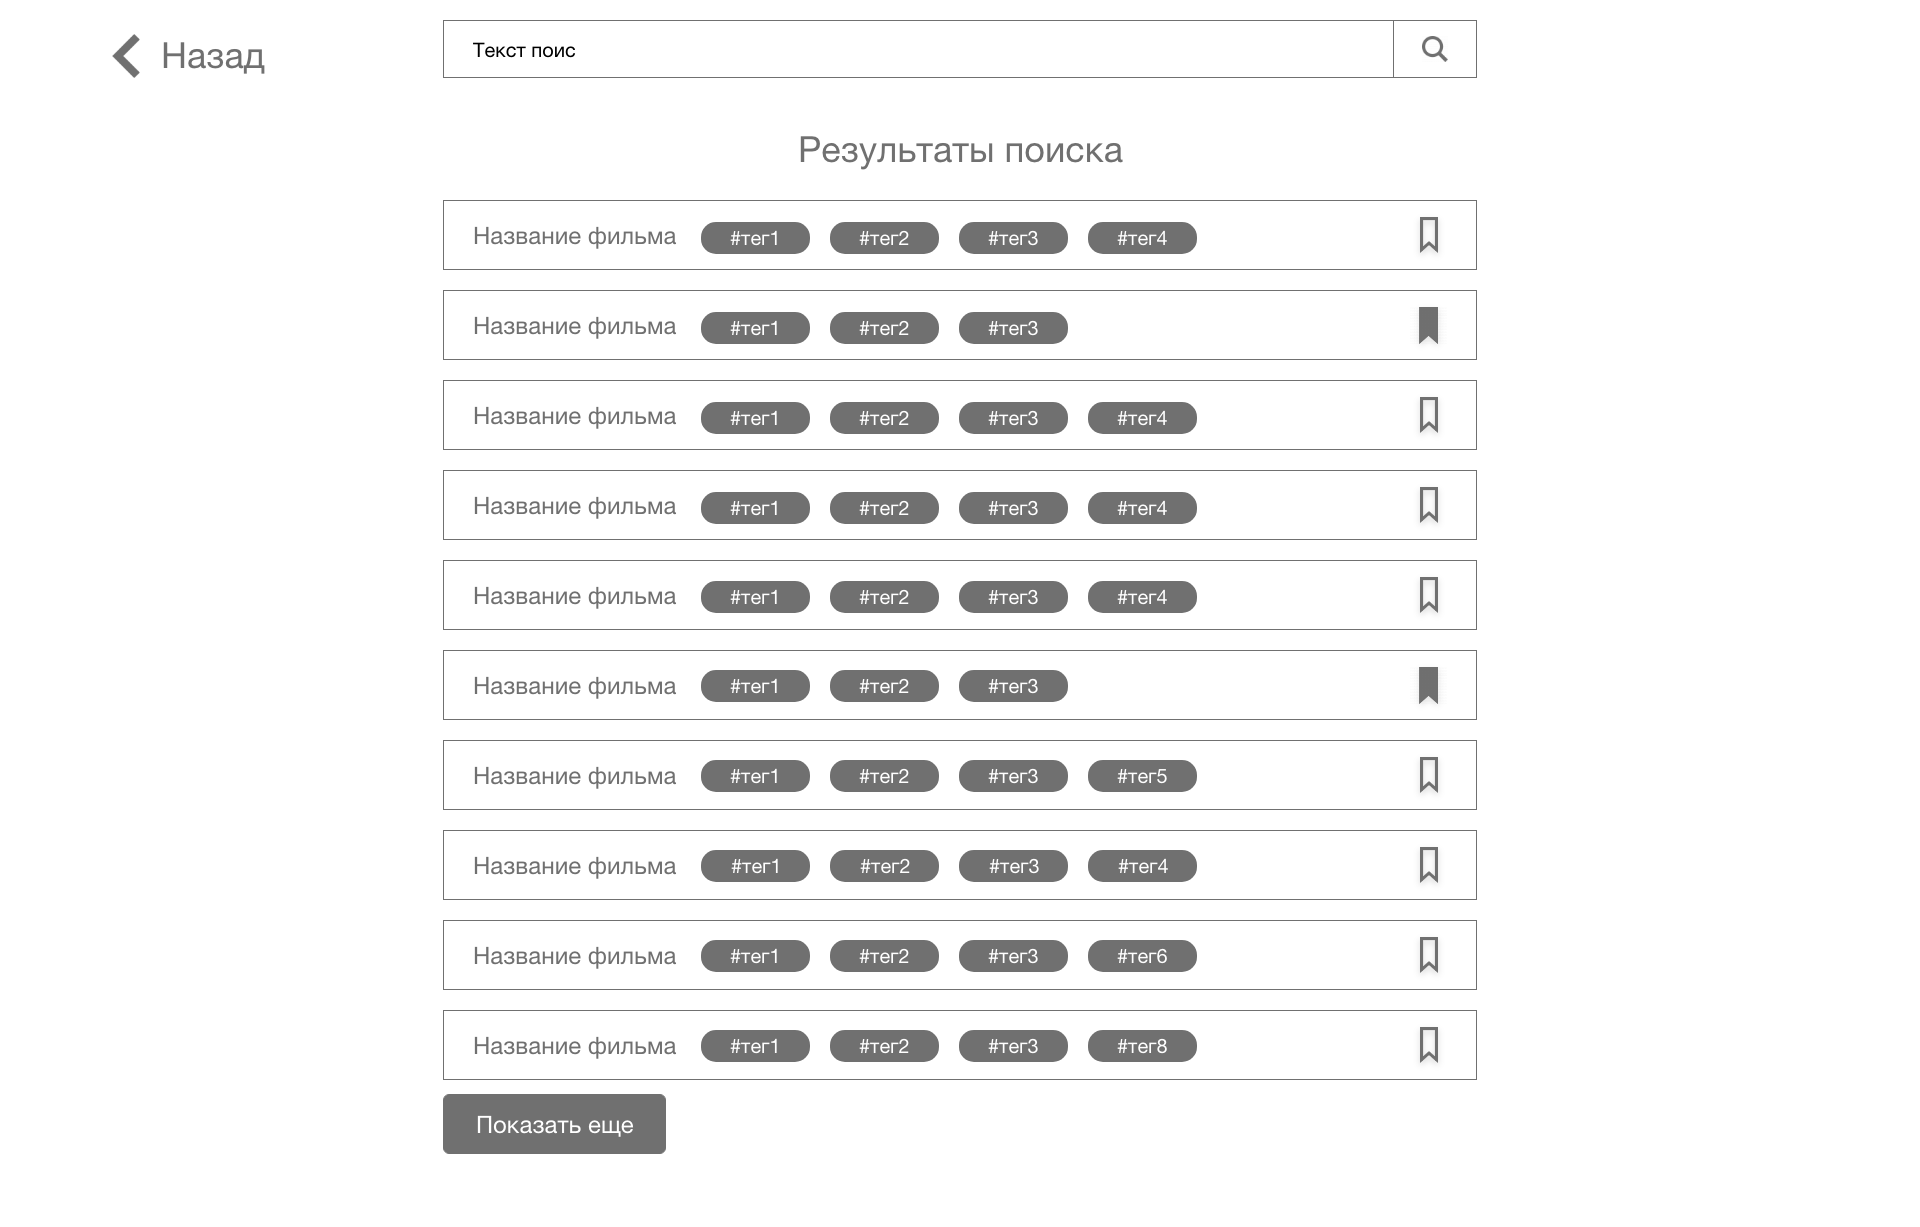 Назад
Текст поис
Результаты поиска
Название фильма #тег1 #тег2 #тег3 #тег4
Название фильма #тег1 #тег2 #тег3
Название фильма #тег1 #тег2 #тег3 #тег4
Название фильма #тег1 #тег2 #тег3 #тег4
Название фильма #тег1 #тег2 #тег3 #тег4
Название фильма #тег1 #тег2 #тег3
Название фильма #тег1 #тег2 #тег3 #тег5
Название фильма #тег1 #тег2 #тег3 #тег4
Название фильма #тег1 #тег2 #тег3 #тег6
Название фильма #тег1 #тег2 #тег3 #тег8
Показать еще